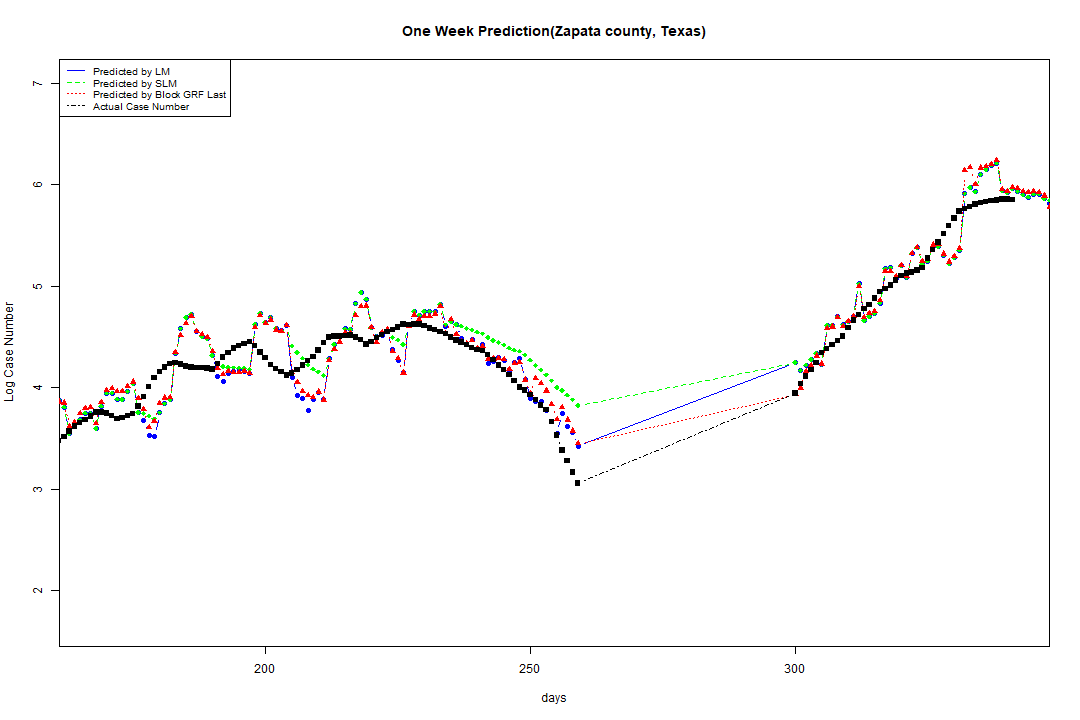 One Week Prediction(Zapata county, Texas)
Predicted by LM
Predicted by SLM
Predicted by Block GRF Last
Actual Case Number
7
6
5
4
3
2
Log Case Number
200
250
300
days